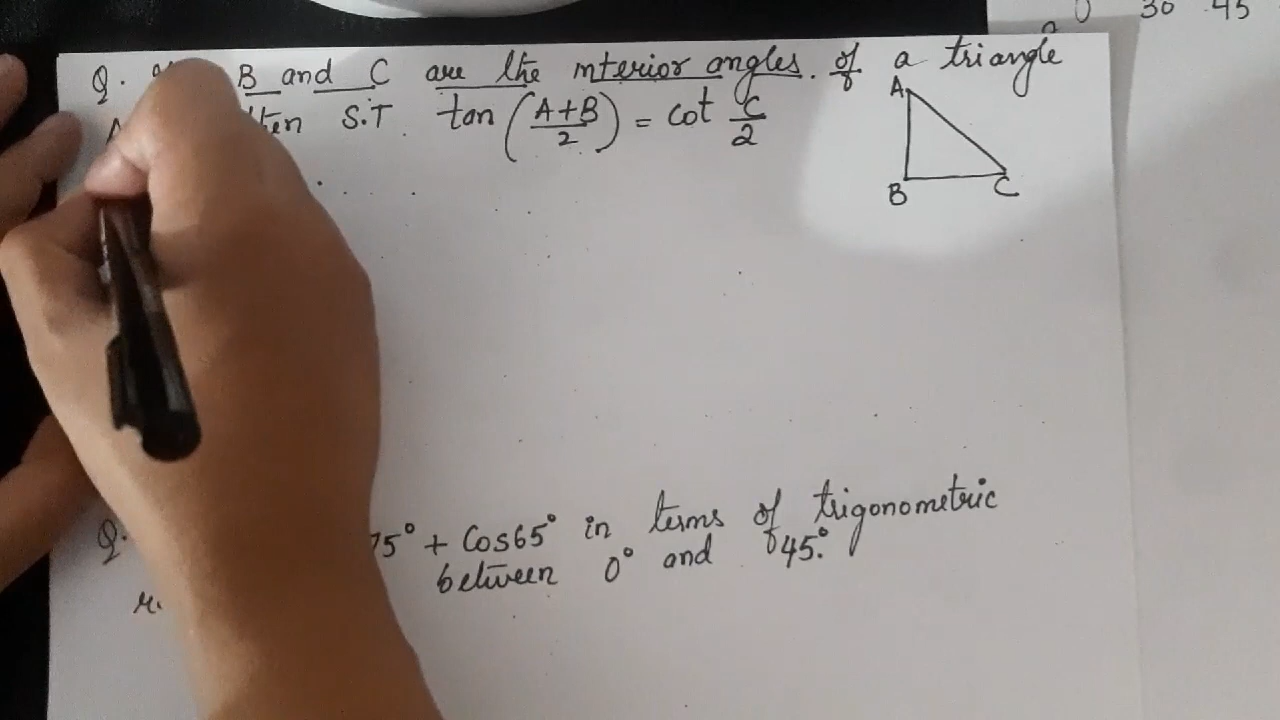 0 30 45
Q. B and C are the interior angles. of a triangle
then S.T. tan (A+B/2) = cot C/2
A
B C
Q. 75° + Cos65° in terms of trigonometric
between 0° and 45°.